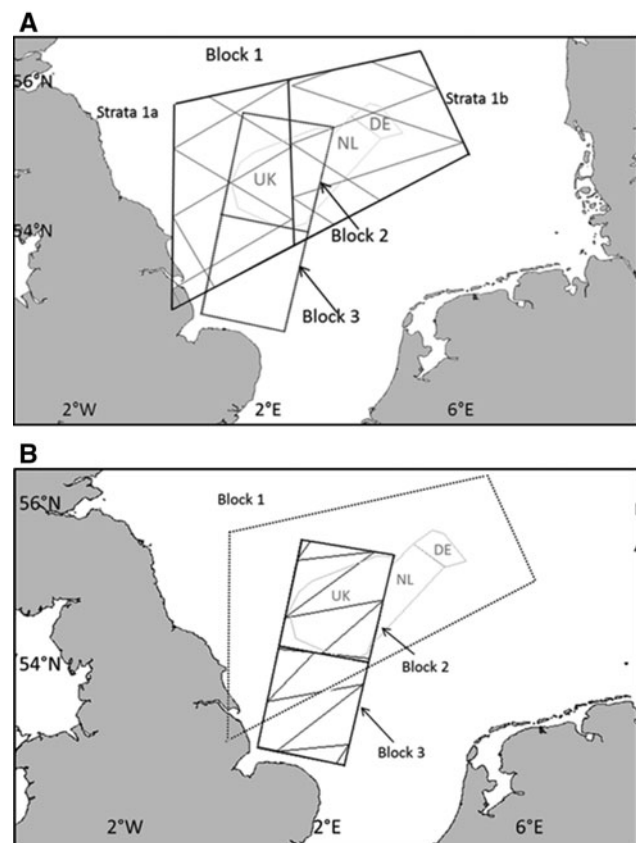 A
Block 1
56°N
Strata 1a
Strata 1b
DE
NL
UK
54°N
Block 2
Block 3
2°W
2°E
6°E
B
56°N
Block 1
DE
NL
UK
54°N
Block 2
Block 3
2°W
2°E
6°E